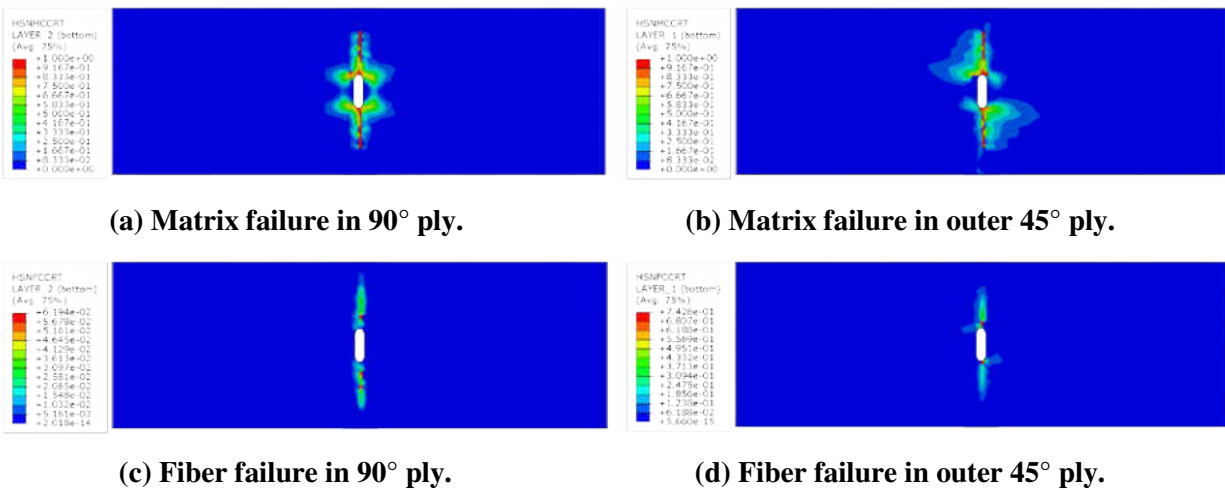 HSNMCCRT
LAYER_2 (bottom)
(Avg: 75%)
+1.000e+00
+9.167e-01
+8.333e-01
+7.500e-01
+6.667e-01
+5.833e-01
+5.000e-01
+4.167e-01
+3.333e-01
+2.500e-01
+1.667e-01
+8.333e-02
+0.000e+00
HSNMCCRT
LAYER_1 (bottom)
(Avg: 75%)
+1.000e+00
+9.167e-01
+8.333e-01
+7.500e-01
+6.667e-01
+5.833e-01
+5.000e-01
+4.167e-01
+3.333e-01
+2.500e-01
+1.667e-01
+8.333e-02
+0.000e+00
(a) Matrix failure in 90° ply.
(b) Matrix failure in outer 45° ply.
HSNFCCRT
LAYER_2 (bottom)
(Avg: 75%)
+6.194e-02
+5.678e-02
+5.161e-02
+4.645e-02
+4.129e-02
+3.613e-02
+3.097e-02
+2.581e-02
+2.065e-02
+1.548e-02
+1.032e-02
+5.161e-03
+2.018e-14
HSNFCCRT
LAYER_1 (bottom)
(Avg: 75%)
+7.426e-01
+6.807e-01
+6.188e-01
+5.569e-01
+4.951e-01
+4.332e-01
+3.713e-01
+3.094e-01
+2.475e-01
+1.856e-01
+1.238e-01
+6.188e-02
+5.660e-15
(c) Fiber failure in 90° ply.
(d) Fiber failure in outer 45° ply.